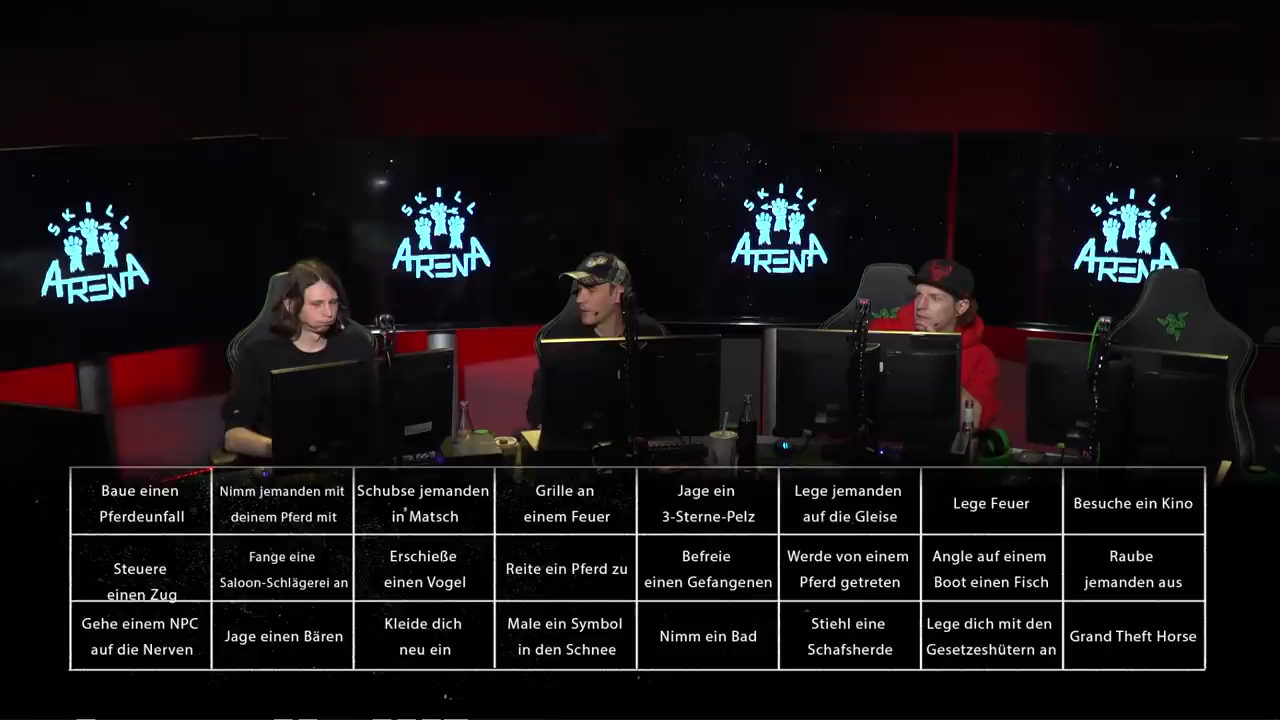 SKILL
ARENA
SKILL
ARENA
SKILL
ARENA
SKILL
ARENA
Baue einen
Pferdeunfall
Nimm jemanden mit
deinem Pferd mit
Schubse jemanden
in Matsch
Grille an
einem Feuer
Jage ein
3-Sterne-Pelz
Lege jemanden
auf die Gleise
Lege Feuer
Besuche ein Kino
Steuere
einen Zug
Fange eine
Saloon-Schlägerei an
Erschieße
einen Vogel
Reite ein Pferd zu
Befreie
einen Gefangenen
Werde von einem
Pferd getreten
Angle auf einem
Boot einen Fisch
Raube
jemanden aus
Gehe einem NPC
auf die Nerven
Jage einen Bären
Kleide dich
neu ein
Male ein Symbol
in den Schnee
Nimm ein Bad
Stiehl eine
Schafsherde
Lege dich mit den
Gesetzeshütern an
Grand Theft Horse